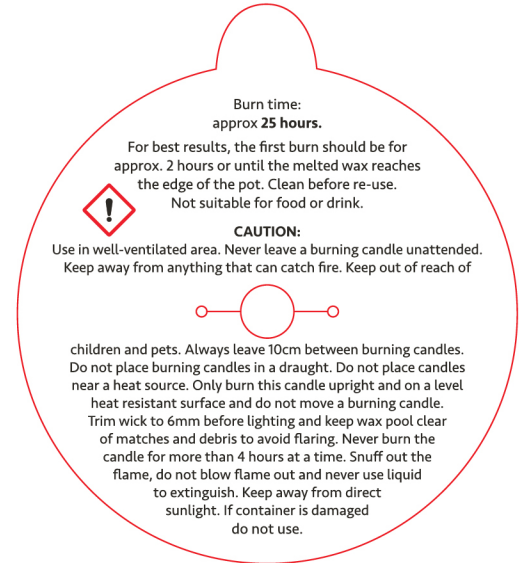 Burn time:
approx 25 hours.
For best results, the first burn should be for
approx. 2 hours or until the melted wax reaches
the edge of the pot. Clean before re-use.
Not suitable for food or drink.
!
CAUTION:
Use in well-ventilated area. Never leave a burning candle unattended.
Keep away from anything that can catch fire. Keep out of reach of
children and pets. Always leave 10cm between burning candles.
Do not place burning candles in a draught. Do not place candles
near a heat source. Only burn this candle upright and on a level
heat resistant surface and do not move a burning candle.
Trim wick to 6mm before lighting and keep wax pool clear
of matches and debris to avoid flaring. Never burn the
candle for more than 4 hours at a time. Snuff out the
flame, do not blow flame out and never use liquid
to extinguish. Keep away from direct
sunlight. If container is damaged
do not use.